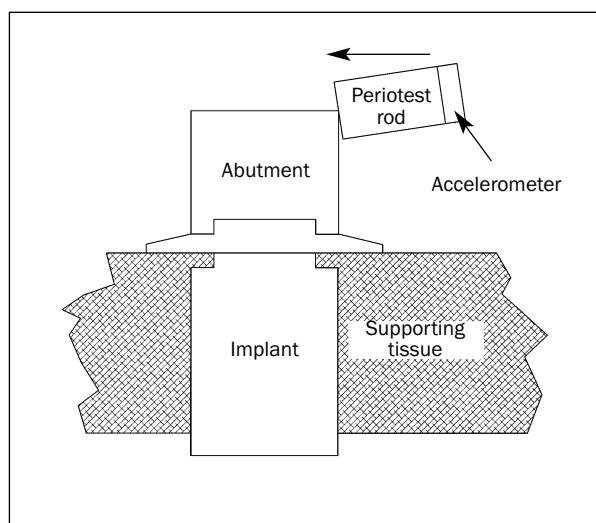 Periotest
rod
Abutment
Accelerometer
Supporting
tissue
Implant